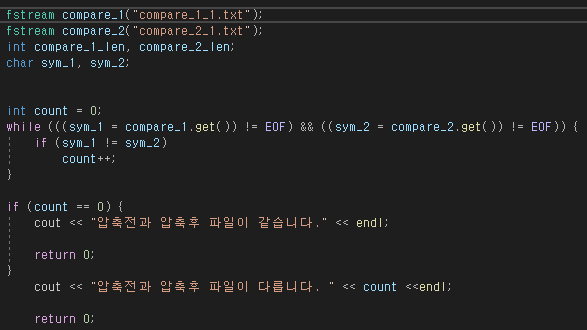 fstream compare_1("compare_1_1.txt");
fstream compare_2("compare_2_1.txt");
int compare_1_len, compare_2_len;
char sym_1, sym_2;
int count = 0;
while (((sym_1 = compare_1.get()) != EOF) && ((sym_2 = compare_2.get()) != EOF)) {
if (sym_1 != sym_2)
count++;
}
if (count == 0) {
cout << "압축전과 압축후 파일이 같습니다." << endl;
return 0;
}
cout << "압축전과 압축후 파일이 다릅니다. " << count <<endl;
return 0;